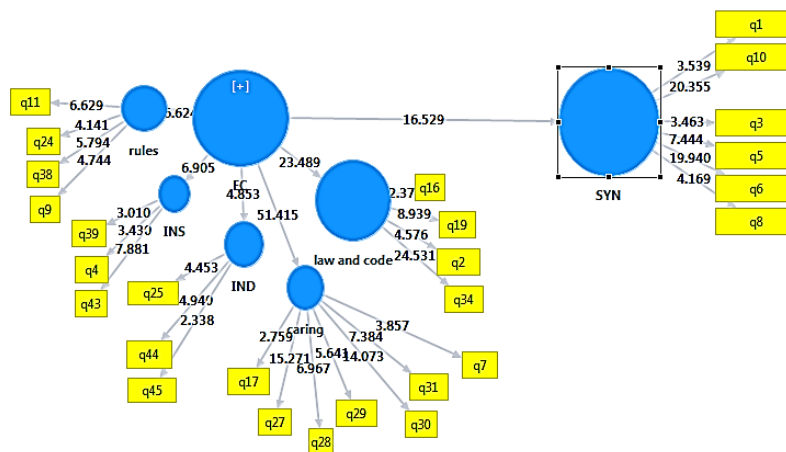 q1
3.539
q10
20.355
[+]
q11
6.629
4.141
q24
5.794
q38
4.744
q9
rules
16.529
3.463
q3
7.444
q5
19.940
q6
4.169
q8
SYN
6.905
EC
4.853
23.489
51.415
2.37
q16
8.939
q19
4.576
q2
24.531
q34
law and code
3.010
q39
3.430
q4
7.881
q43
INS
4.453
q25
4.940
2.338
q44
q45
IND
caring
2.759
q17
15.271
q27
6.967
q28
5.641
q29
14.073
q30
7.384
q31
3.857
q7